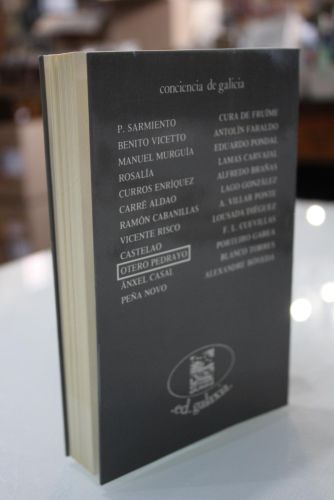 conciencia de galicia
P. SARMIENTO
BENITO VICETTO
MANUEL MURGUÍA
ROSALÍA
CURROS ENRÍQUEZ
CARRÉ ALDAO
RAMÓN CABANILLAS
VICENTE RISCO
CASTELAO
OTERO PEDRAYO
ÁNXEL CASAL
PEÑA NOVO
CURA DE FRUÍME
ANTOLÍN FARALDO
EDUARDO PONDAL
LAMAS CARVAJAL
ALFREDO BRAÑAS
LAGO GONZÁLEZ
A. VILLAR PONTE
LOUSADA DIÉGUEZ
F. L. CUEVILLAS
PORTEIRO GAREA
BLANCO TORRES
ALEXANDRE BÓVEDA
ed. galaxia